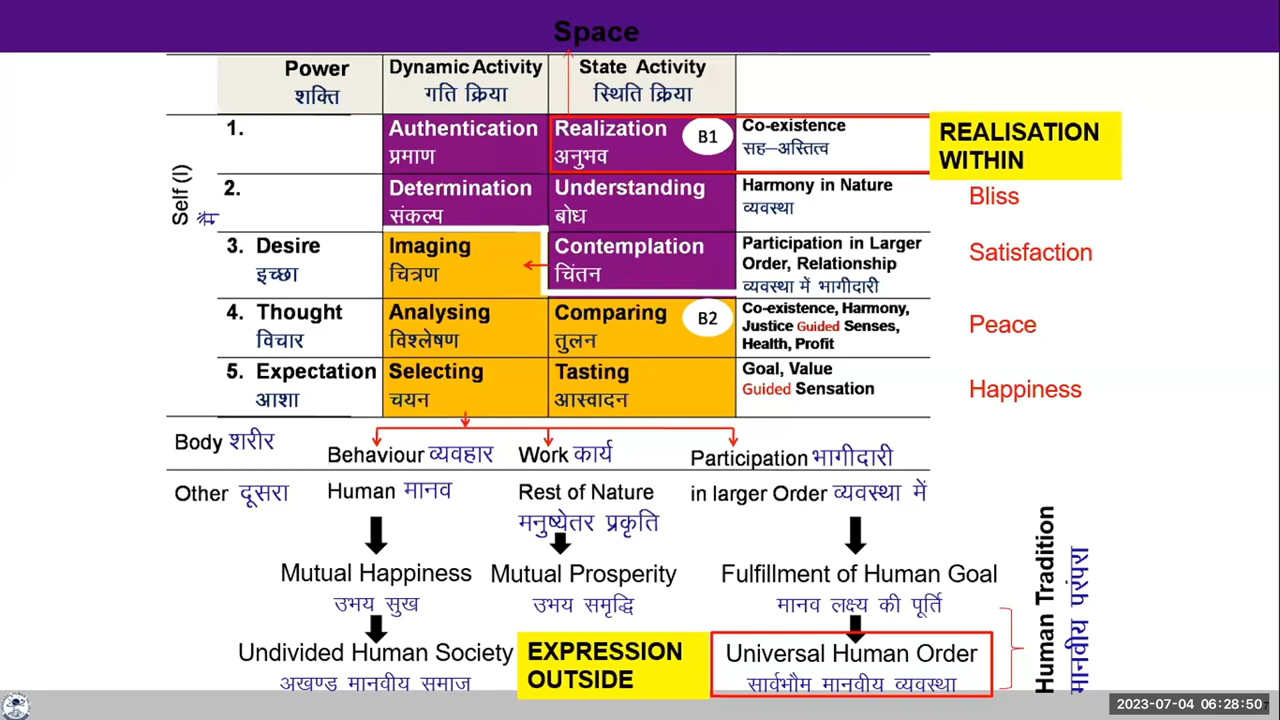 Space
Power
शक्ति
Dynamic Activity
गति क्रिया
State Activity
स्थिति क्रिया
Self (I)
मैं
1.
Authentication
प्रमाण
Realization
अनुभव
B1
Co-existence
सह–अस्तित्व
REALISATION
WITHIN
2.
Determination
संकल्प
Understanding
बोध
Harmony in Nature
व्यवस्था
Bliss
3. Desire
इच्छा
Imaging
चित्रण
Contemplation
चिंतन
Participation in Larger
Order, Relationship
व्यवस्था में भागीदारी
Satisfaction
4. Thought
विचार
Analysing
विश्लेषण
Comparing
तुलन
B2
Co-existence, Harmony,
Justice Guided Senses,
Health, Profit
Peace
5. Expectation
आशा
Selecting
चयन
Tasting
आस्वादन
Goal, Value
Guided Sensation
Happiness
Body शरीर
Behaviour व्यवहार
Work कार्य
Participation भागीदारी
Other दूसरा
Human मानव
Rest of Nature
मनुष्येतर प्रकृति
in larger Order व्यवस्था में
Mutual Happiness
उभय सुख
Mutual Prosperity
उभय समृद्धि
Fulfillment of Human Goal
मानव लक्ष्य की पूर्ति
Undivided Human Society
अखण्ड मानवीय समाज
EXPRESSION
OUTSIDE
Universal Human Order
सार्वभौम मानवीय व्यवस्था
Human Tradition
मानवीय परंपरा
2023-07-04 06:28:50
7